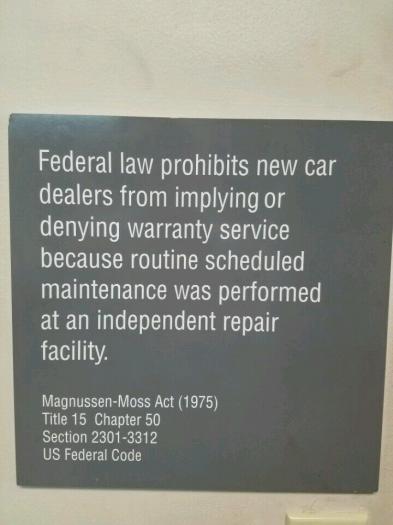 Federal law prohibits new car
dealers from implying or
denying warranty service
because routine scheduled
maintenance was performed
at an independent repair
facility.
Magnussen-Moss Act (1975)
Title 15 Chapter 50
Section 2301-3312
US Federal Code